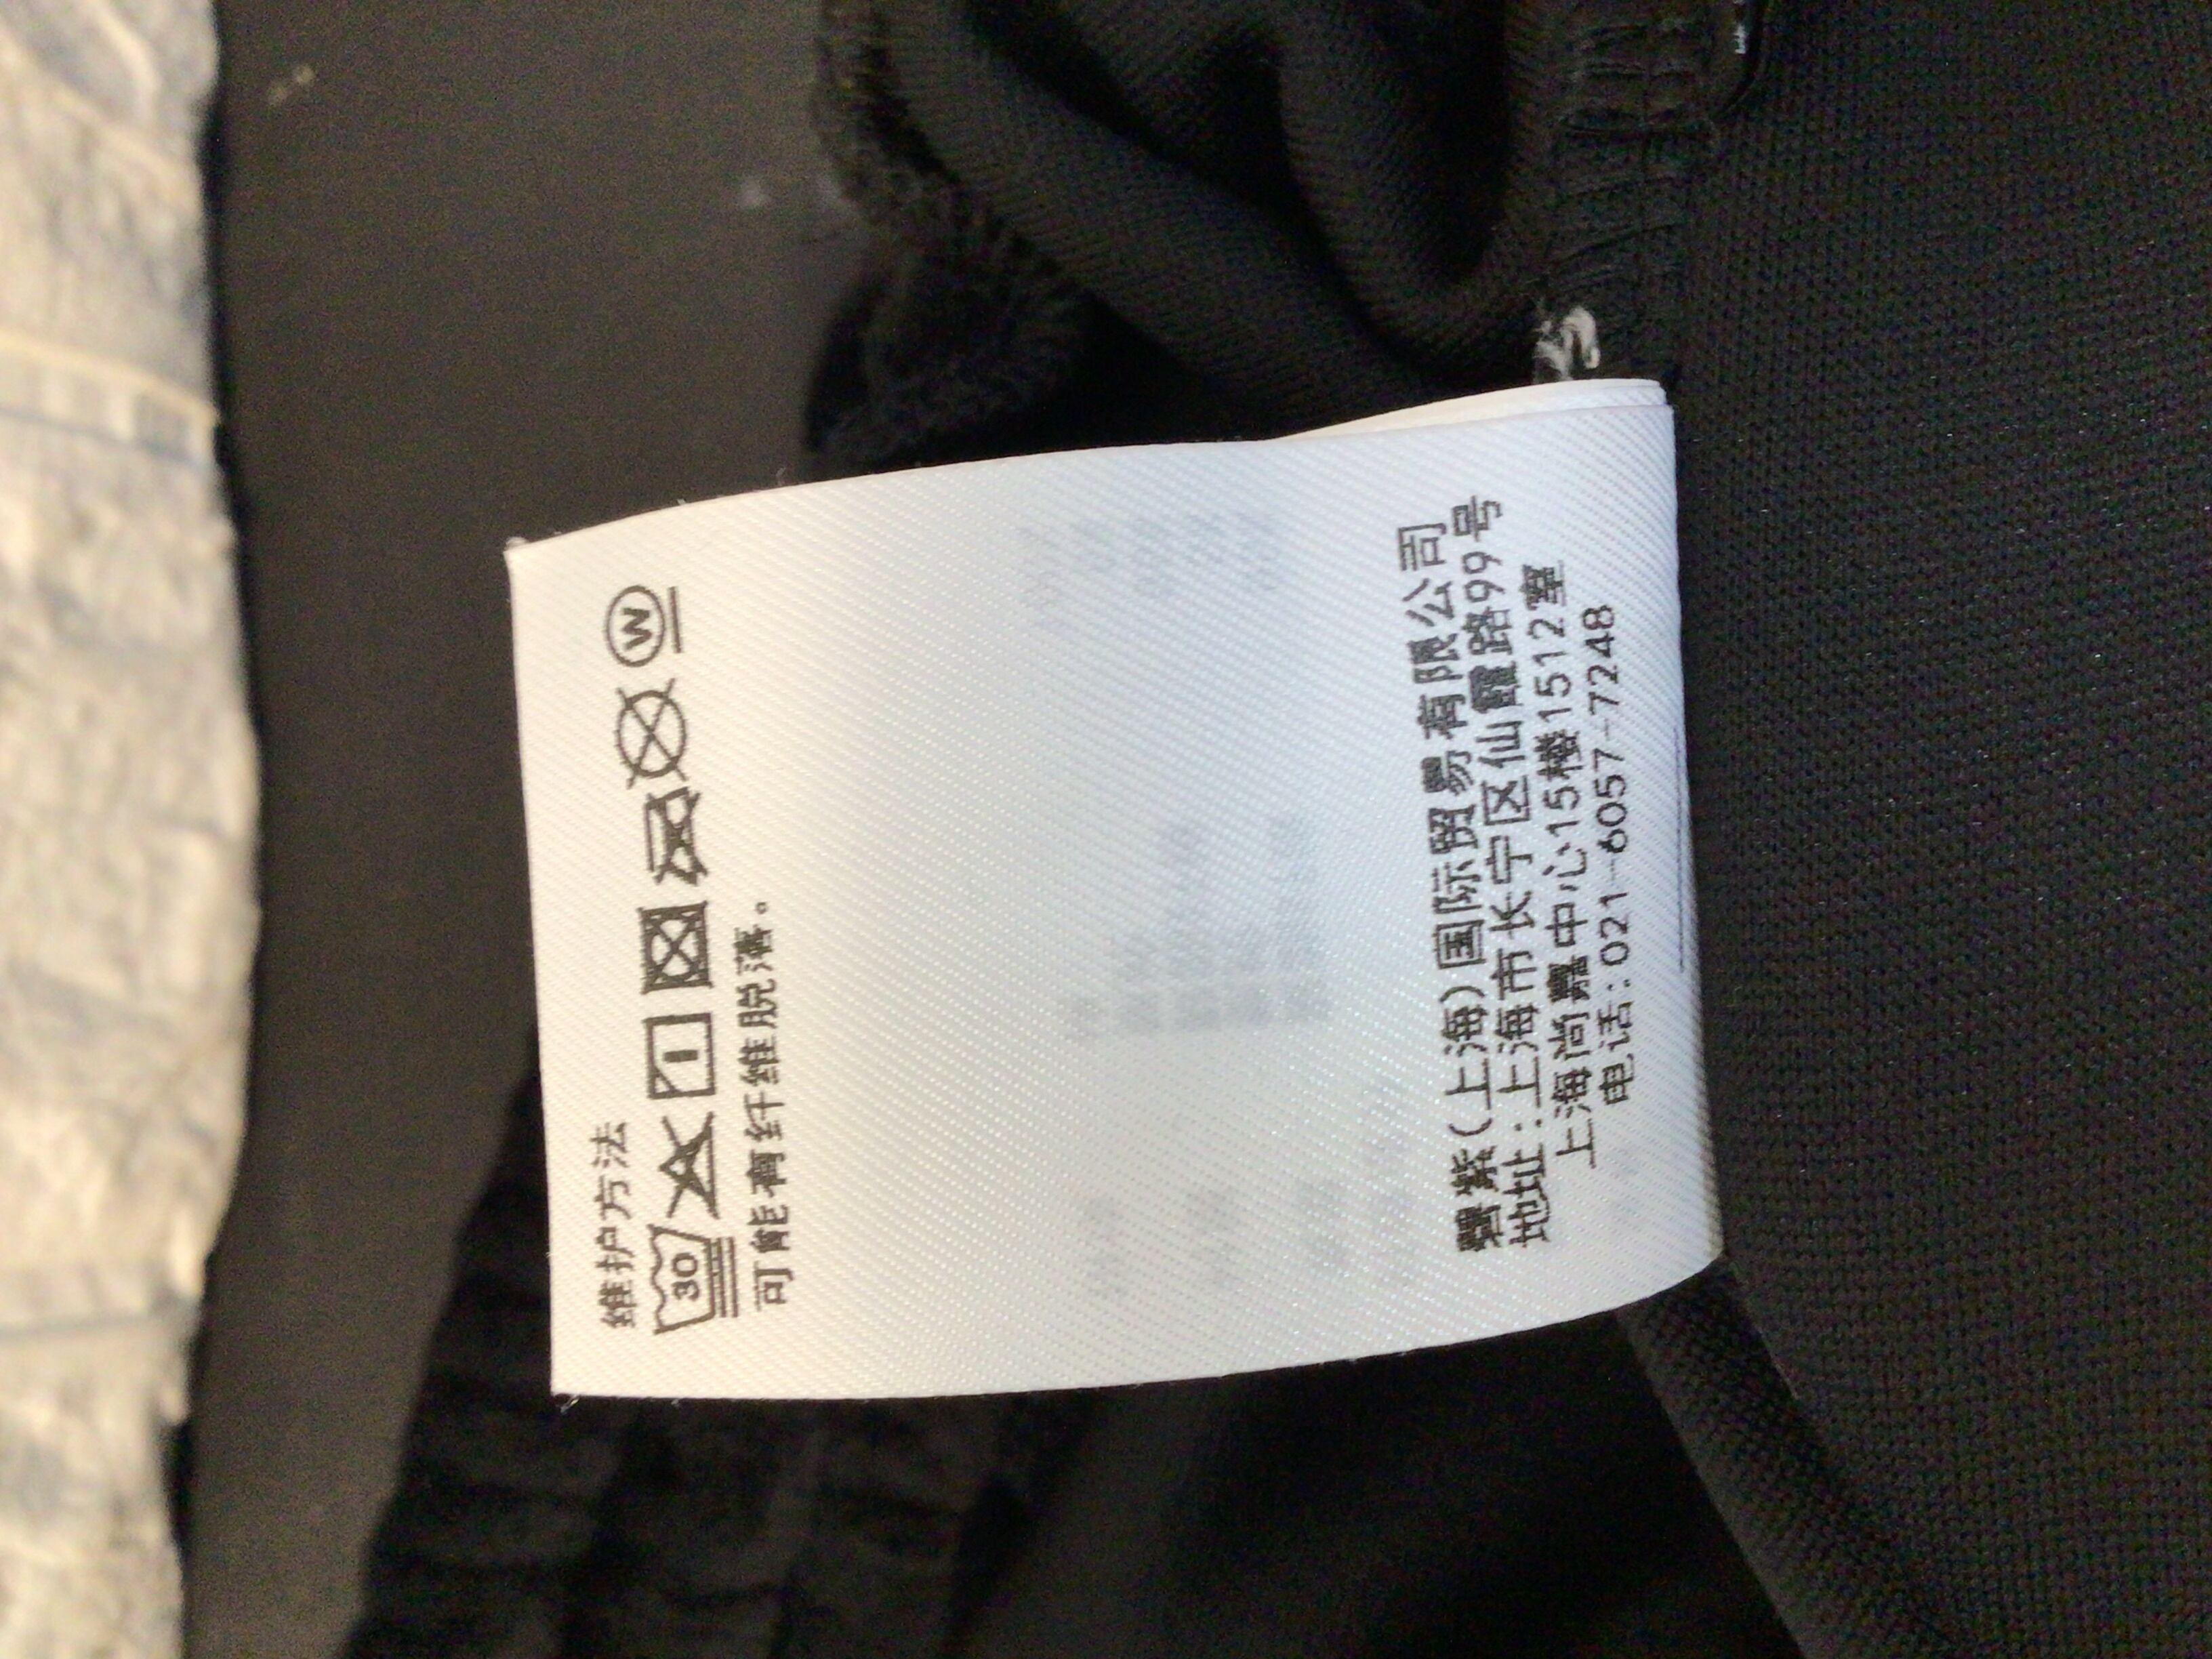 维护方法
30
W
可能有纤维脱落。
紫(上海)国际贸易有限公司
地址:上海市长宁区仙霞路99号
上海尚嘉中心15楼1512室
电话:021-6057-7248